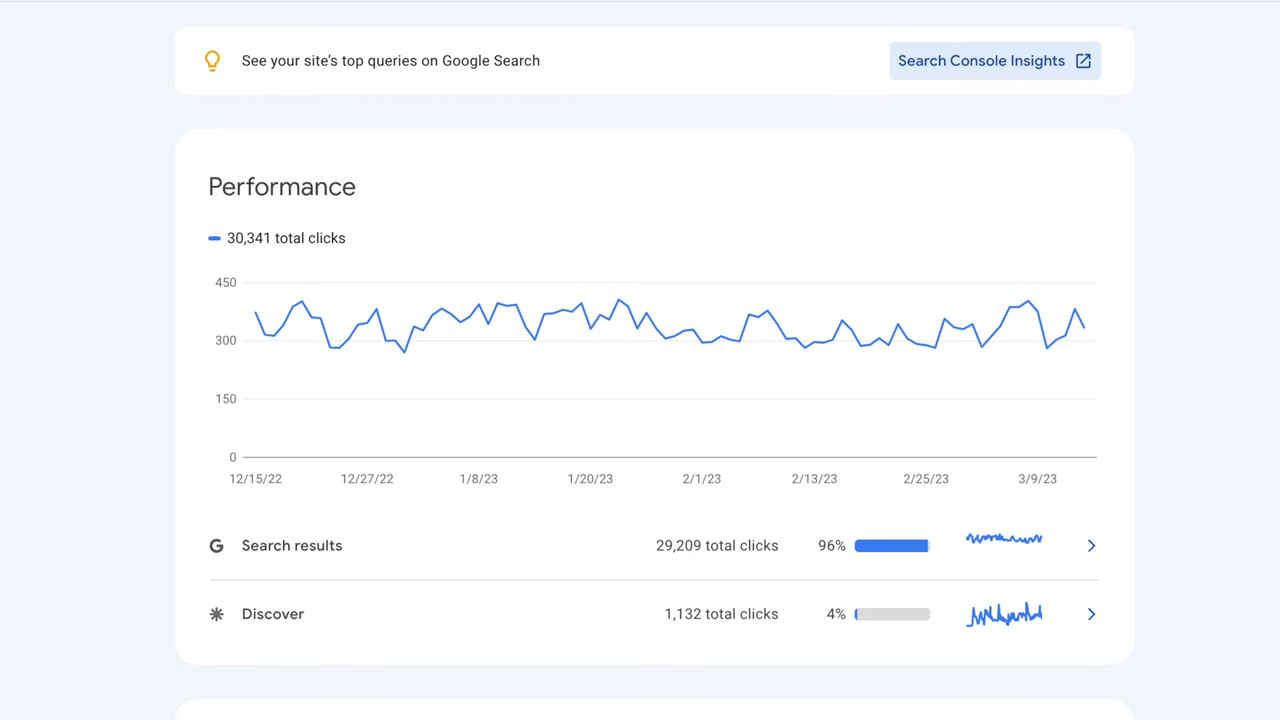 See your site’s top queries on Google Search
Search Console Insights
Performance
30,341 total clicks
450
300
150
0
12/15/22 12/27/22 1/8/23 1/20/23 2/1/23 2/13/23 2/25/23 3/9/23
Search results 29,209 total clicks 96%
Discover 1,132 total clicks 4%